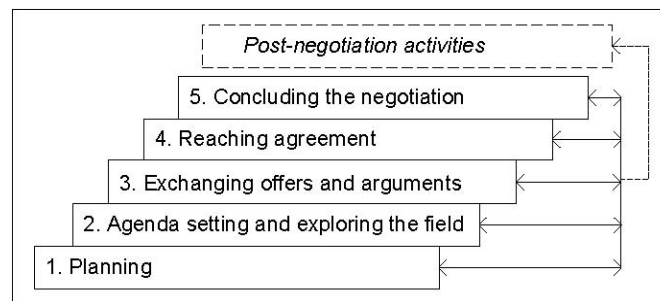 Post-negotiation activities
5. Concluding the negotiation
4. Reaching agreement
3. Exchanging offers and arguments
2. Agenda setting and exploring the field
1. Planning